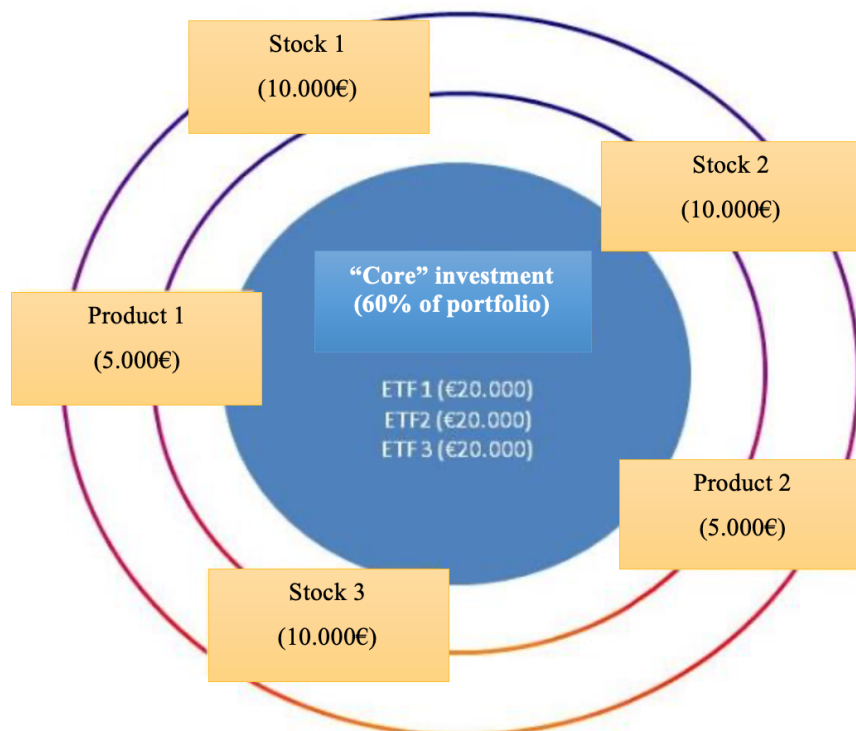 Stock 1
(10.000€)
Stock 2
(10.000€)
“Core” investment
(60% of portfolio)
Product 1
(5.000€)
ETF 1 (€20.000)
ETF2 (€20.000)
ETF 3 (€20.000)
Product 2
(5.000€)
Stock 3
(10.000€)